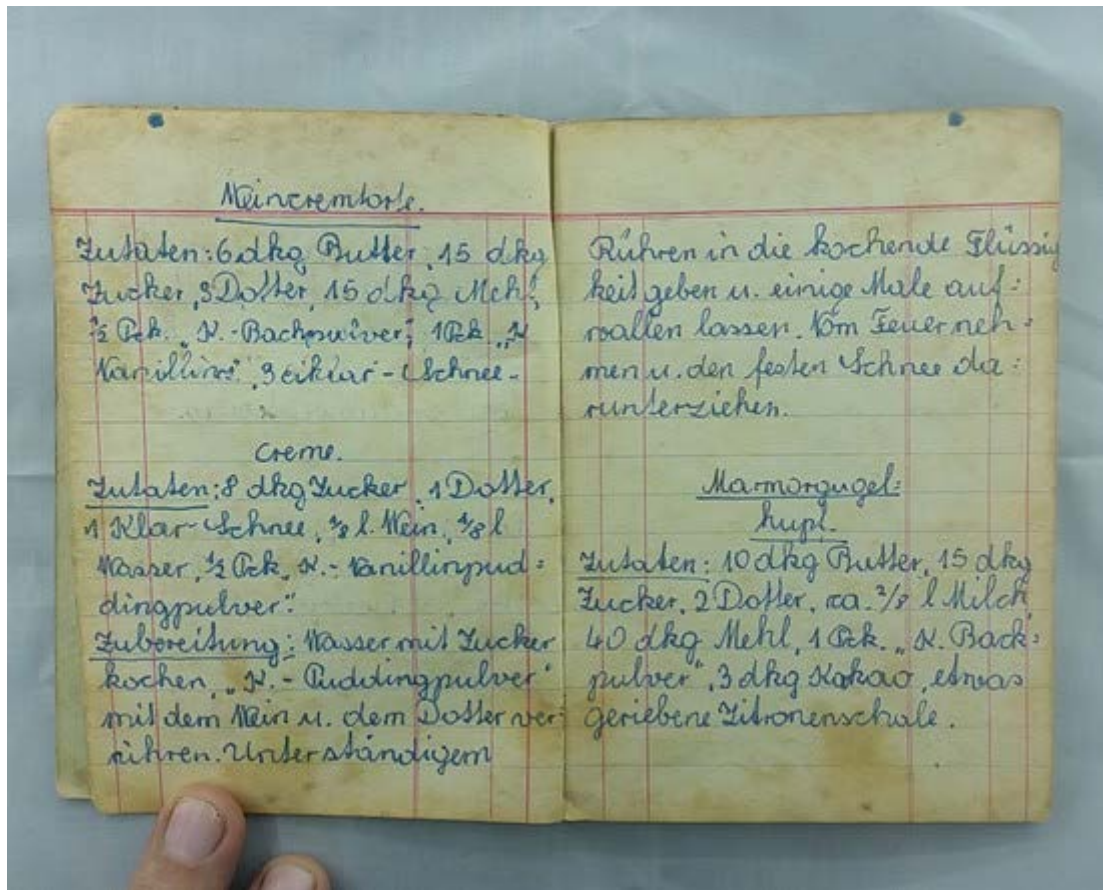 Weincremtorte.
Zutaten: 6 dkg Butter, 15 dkg
Zucker, 3 Dotter, 15 dkg Mehl,
½ Pck. „K.-Backpulver", 1 Pck „K
Vanillins". 3 eiklar-Schnee-
Creme.
Zutaten: 8 dkg Zucker, 1 Dotter,
1 Klar-Schnee, ⅛ l. Wein, ⅛ l
Wasser, ½ Pck „K.-Vanillinpud=
dingpulver".
Zubereitung: Wasser mit Zucker
kochen, „K.-Puddingpulver"
mit dem Wein u. dem Dotter ver=
rühren. Unter ständigem
Rühren in die kochende Flüssig
keit geben u. einige Male auf=
wallen lassen. Vom Feuer neh=
men u. den festen Schnee da=
runterziehen.
Marmorgugel=
hupf.
Zutaten: 10 dkg Butter, 15 dkg
Zucker, 2 Dotter, ca. ²/8 l Milch,
40 dkg Mehl, 1 Pck. „K. Back=
pulver", 3 dkg Kakao, etwas
geriebene Zitronenschale.